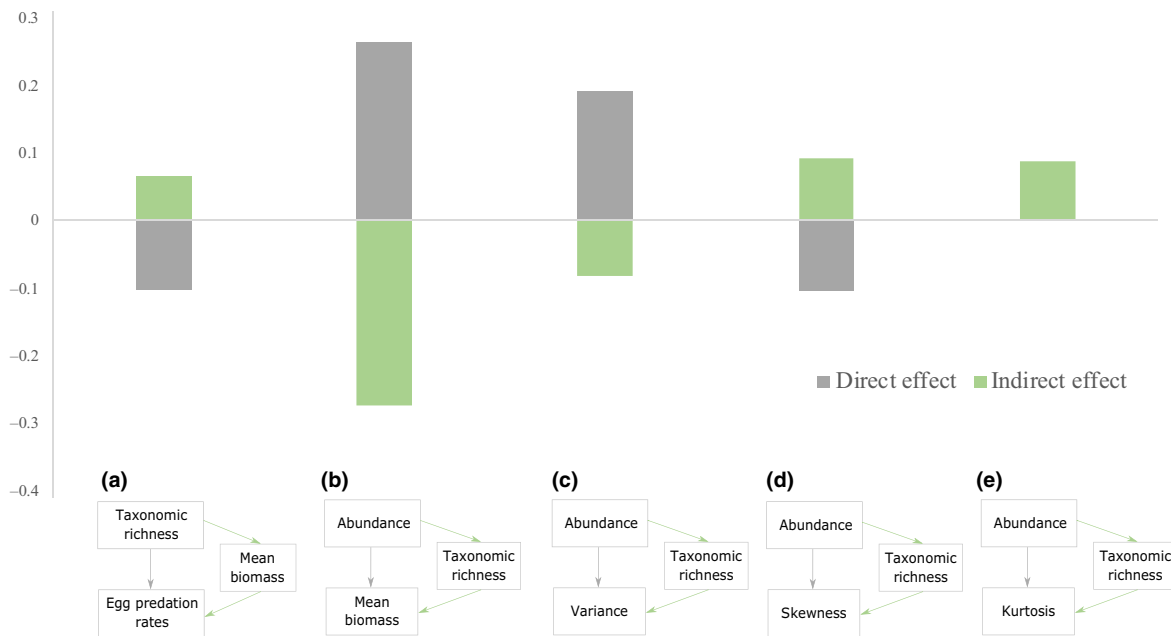 0.3
0.2
0.1
0
–0.1
–0.2
–0.3
–0.4
Direct effect Indirect effect
(a) (b) (c) (d) (e)
Taxonomic
richness
Mean
biomass
Egg predation
rates
Abundance
Taxonomic
richness
Mean
biomass
Abundance
Taxonomic
richness
Variance
Abundance
Taxonomic
richness
Skewness
Abundance
Taxonomic
richness
Kurtosis